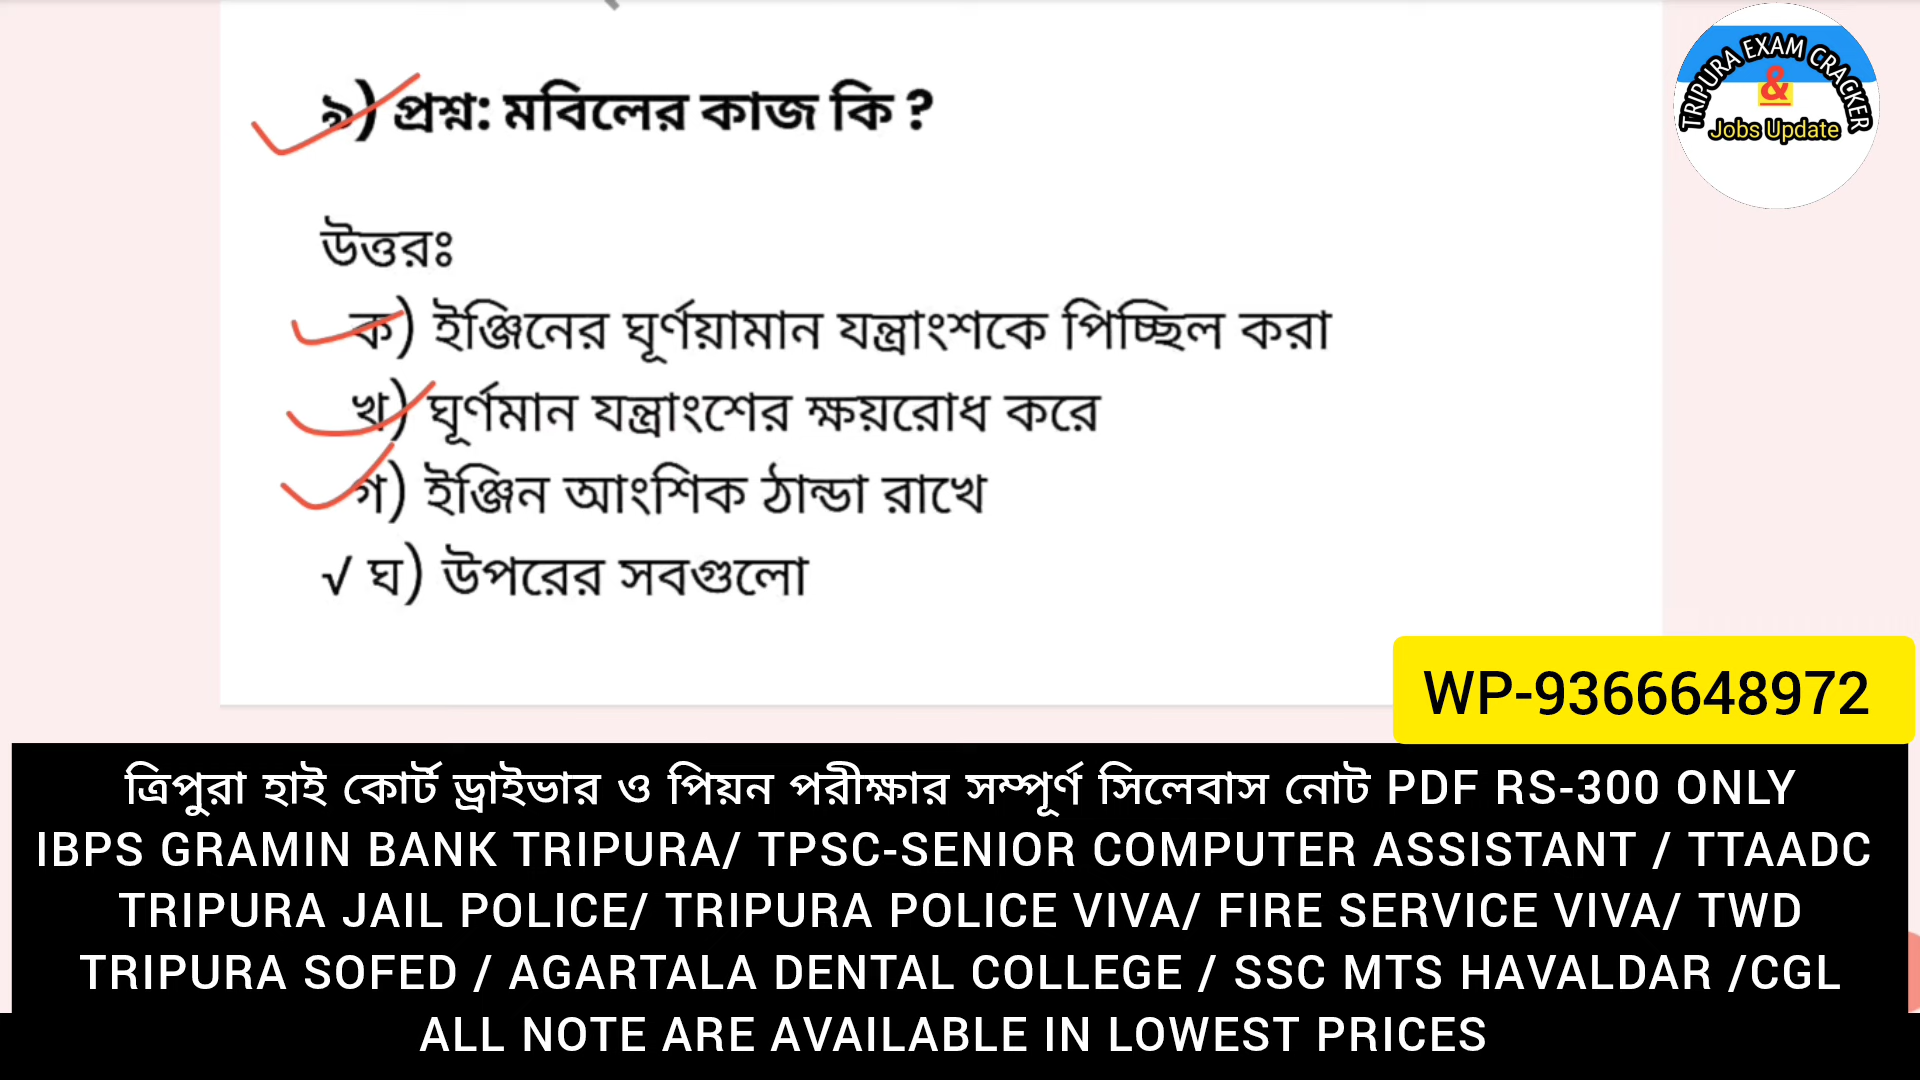 TRIPURA EXAM CRACKER
&
Jobs Update
৯) প্রশ্ন: মবিলের কাজ কি ?
উত্তরঃ
ক) ইঞ্জিনের ঘূর্ণয়ামান যন্ত্রাংশকে পিচ্ছিল করা
খ) ঘূর্ণমান যন্ত্রাংশের ক্ষয়রোধ করে
গ) ইঞ্জিন আংশিক ঠান্ডা রাখে
√ ঘ) উপরের সবগুলো
WP-9366648972
ত্রিপুরা হাই কোর্ট ড্রাইভার ও পিয়ন পরীক্ষার সম্পূর্ণ সিলেবাস নোট PDF RS-300 ONLY
IBPS GRAMIN BANK TRIPURA/ TPSC-SENIOR COMPUTER ASSISTANT / TTAADC
TRIPURA JAIL POLICE/ TRIPURA POLICE VIVA/ FIRE SERVICE VIVA/ TWD
TRIPURA SOFED / AGARTALA DENTAL COLLEGE / SSC MTS HAVALDAR /CGL
ALL NOTE ARE AVAILABLE IN LOWEST PRICES